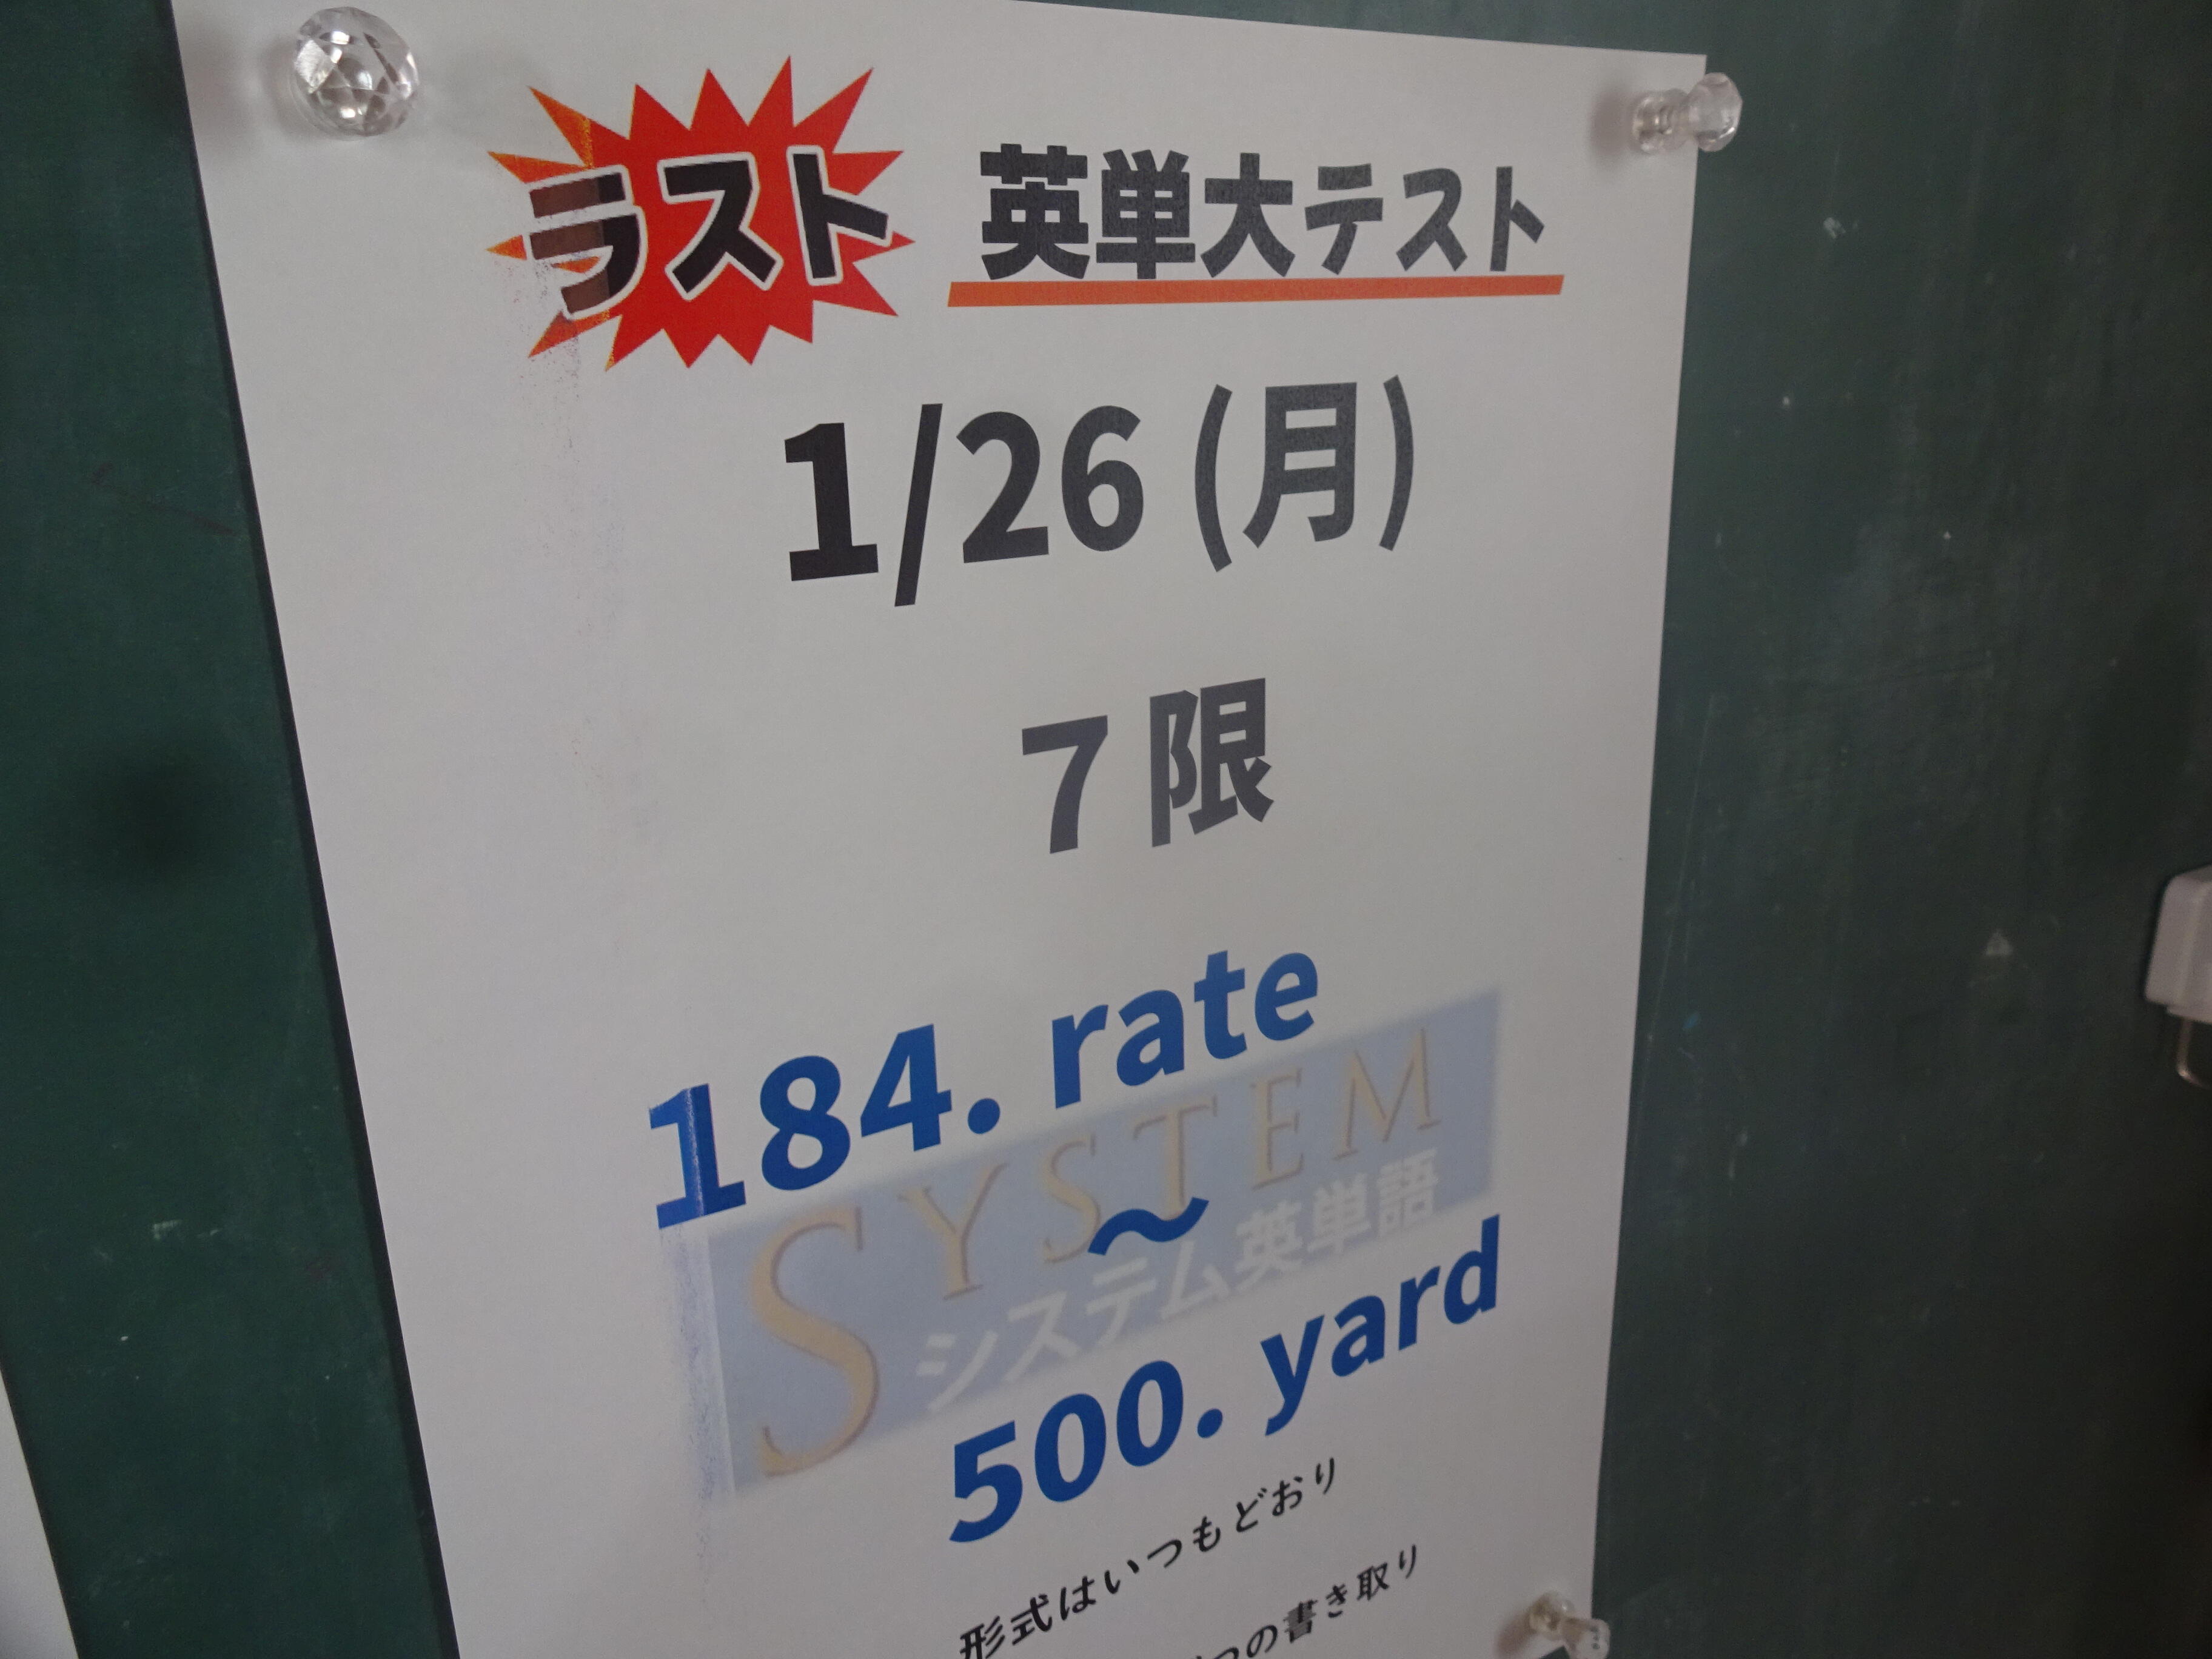 ラスト 英単大テスト
1/26 (月)
7限
184. rate
SYSTEM
～
システム英単語
500. yard
形式はいつもどおり
つの書き取り